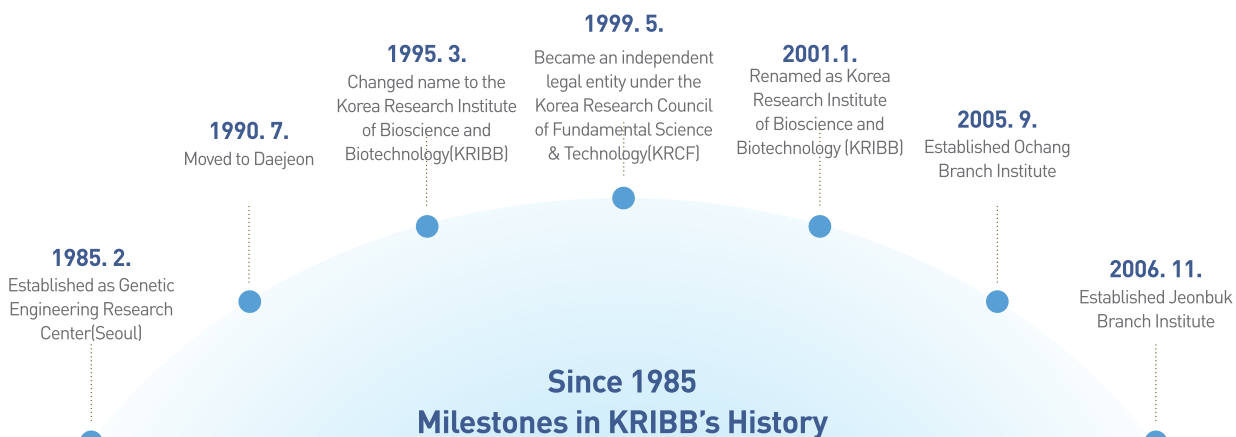 1985. 2.
Established as Genetic
Engineering Research
Center(Seoul)
1990. 7.
Moved to Daejeon
1995. 3.
Changed name to the
Korea Research Institute
of Bioscience and
Biotechnology(KRIBB)
1999. 5.
Became an independent
legal entity under the
Korea Research Council
of Fundamental Science
& Technology(KRCF)
2001.1.
Renamed as Korea
Research Institute
of Bioscience and
Biotechnology (KRIBB)
2005. 9.
Established Ochang
Branch Institute
2006. 11.
Established Jeonbuk
Branch Institute
Since 1985
Milestones in KRIBB's History